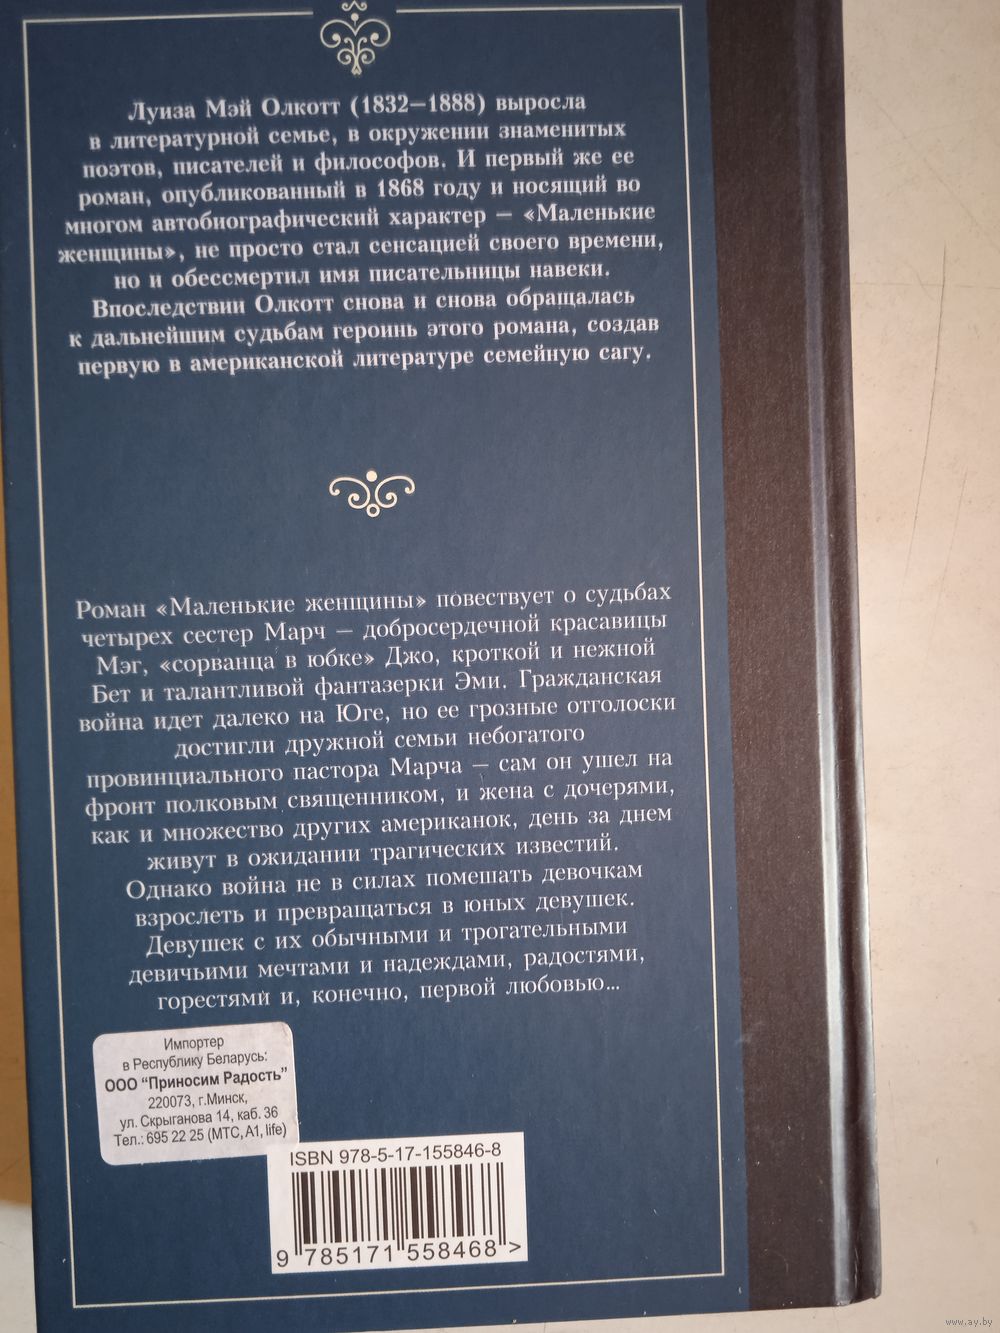 Луиза Мэй Олкотт (1832–1888) выросла
в литературной семье, в окружении знаменитых
поэтов, писателей и философов. И первый же ее
роман, опубликованный в 1868 году и носящий во
многом автобиографический характер – «Маленькие
женщины», не просто стал сенсацией своего времени,
но и обессмертил имя писательницы навеки.
Впоследствии Олкотт снова и снова обращалась
к дальнейшим судьбам героинь этого романа, создав
первую в американской литературе семейную сагу.
Роман «Маленькие женщины» повествует о судьбах
четырех сестер Марч – добросердечной красавицы
Мэг, «сорванца в юбке» Джо, кроткой и нежной
Бет и талантливой фантазерки Эми. Гражданская
война идет далеко на Юге, но ее грозные отголоски
достигли дружной семьи небогатого
провинциального пастора Марча – сам он ушел на
фронт полковым священником, и жена с дочерями,
как и множество других американок, день за днем
живут в ожидании трагических известий.
Однако война не в силах помешать девочкам
взрослеть и превращаться в юных девушек.
Девушек с их обычными и трогательными
девичьими мечтами и надеждами, радостями,
горестями и, конечно, первой любовью...
Импортер
в Республику Беларусь:
ООО "Приносим Радость"
220073, г.Минск,
ул. Скрыганова 14, каб. 36
Тел.: 695 22 25 (МТС, А1, life)
ISBN 978-5-17-155846-8
9 785171 558468 >
www.ay.by